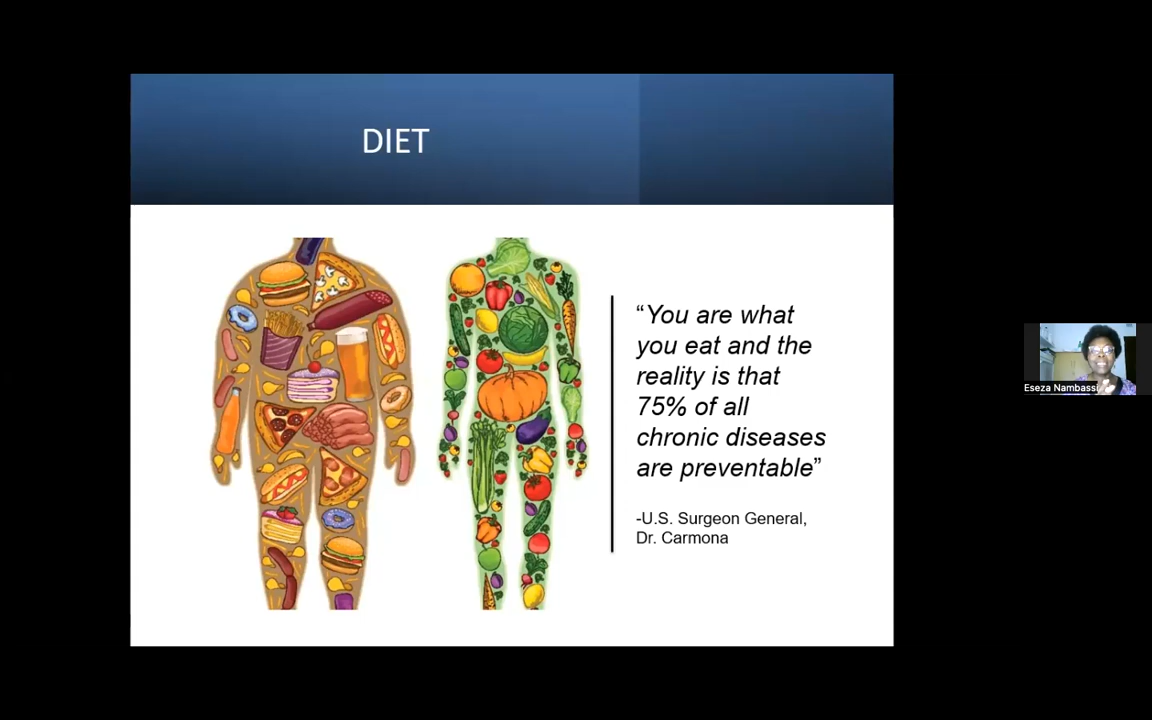 DIET
“You are what
you eat and the
reality is that
75% of all
chronic diseases
are preventable”
-U.S. Surgeon General,
Dr. Carmona
Eseza Nambassi